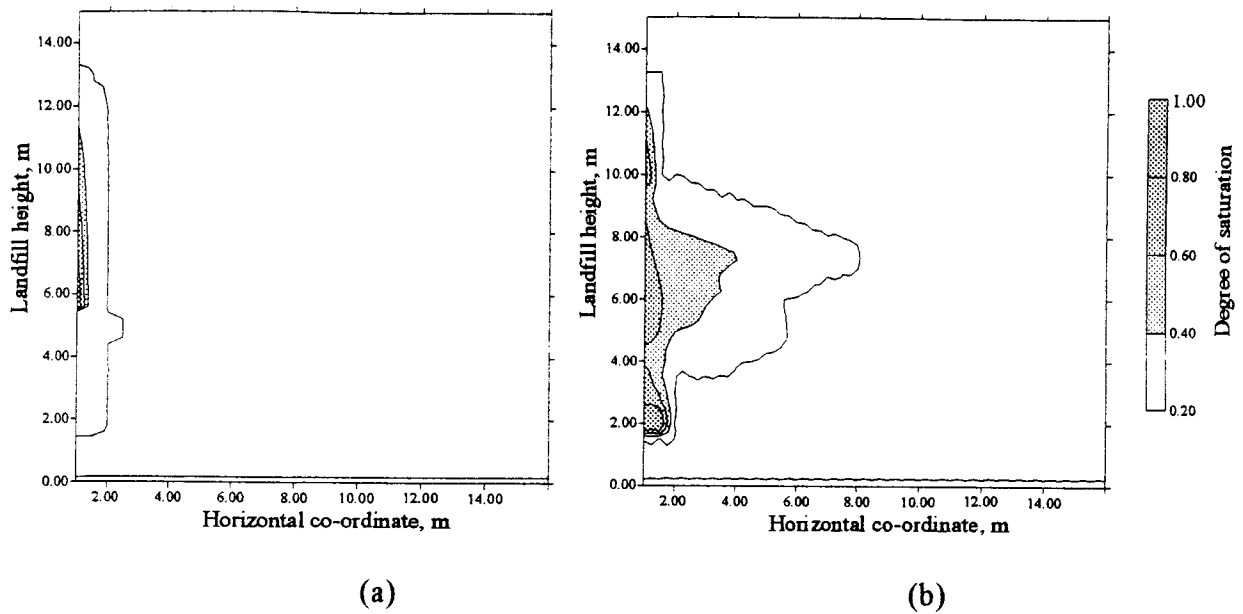 14.00
12.00
10.00
8.00
6.00
4.00
2.00
0.00
Landfill height, m
2.00 4.00 6.00 8.00 10.00 12.00 14.00
Horizontal co-ordinate, m
(a)
14.00
12.00
10.00
8.00
6.00
4.00
2.00
0.00
Landfill height, m
2.00 4.00 6.00 8.00 10.00 12.00 14.00
Horizontal co-ordinate, m
(b)
1.00
0.80
0.60
0.40
0.20
Degree of saturation